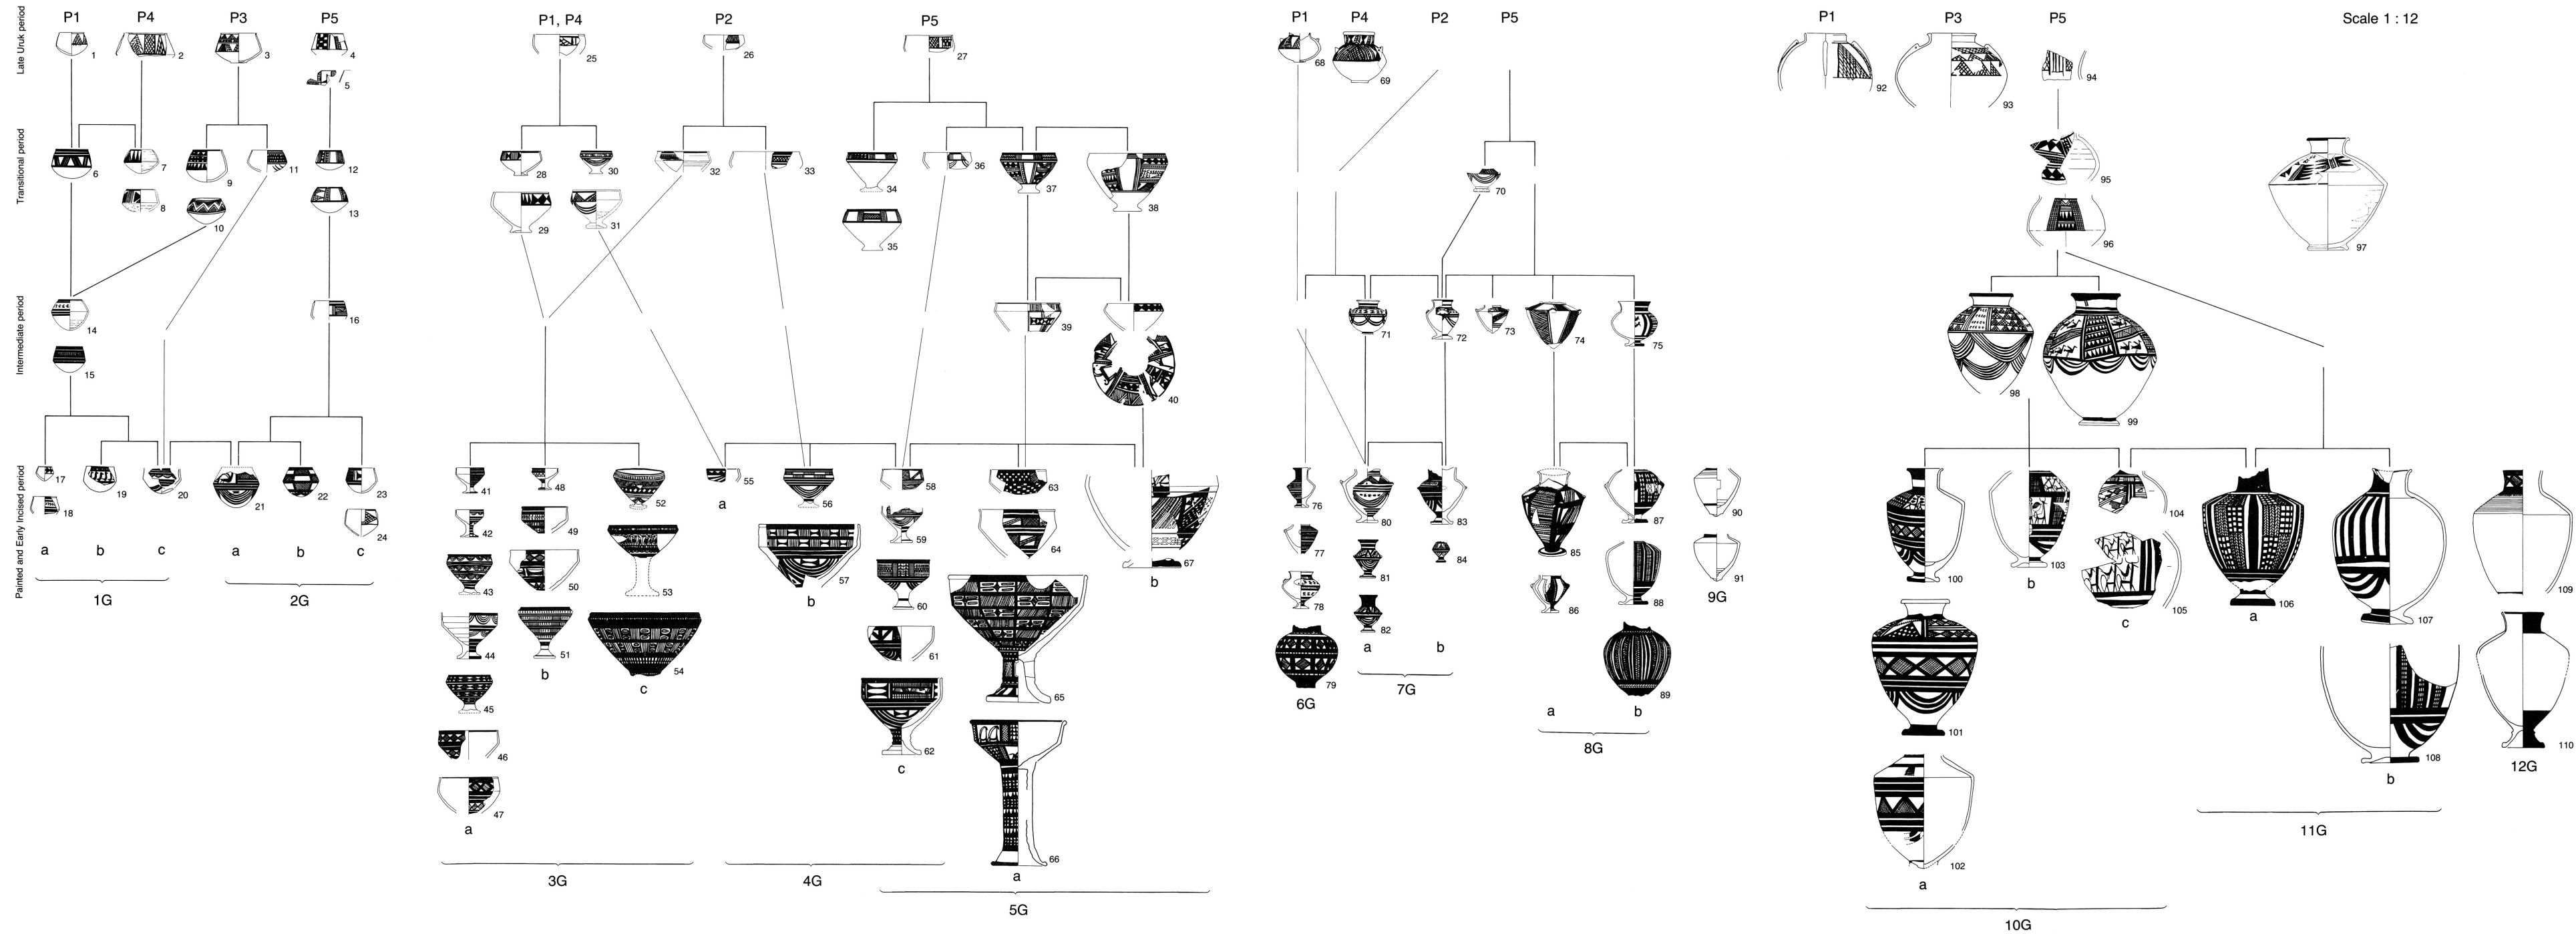 P1 P4 P3 P5 P1, P4 P2 P5 P1 P4 P2 P5 P1 P3 P5 Scale 1 : 12
Late Uruk period
1 2 3 4 25 26 27 68 69 92 93 94
5
Transitional period
6 7 9 11 12 28 30 32 33 34 36 37 38 70 95
8 10 13 29 31 35 96 97
Intermediate period
14 16 39 40 71 72 73 74 75 98 99
15
Painted and Early Incised period
17 19 20 21 22 23 41 48 52 55 56 58 63 67 76 80 83 85 87 90 100 103 104 106 107 109
18 24 42 49 53 57 59 64 77 81 84 86 88 91 101 105 108 110
43 50 54 60 65 78 82 89 102
44 51 61 66 79
45 62
46
47
a b c a b c
1G 2G
a b c a b c a b
3G 4G 5G
6G
a b
7G
a b
8G
9G
a b c
10G
a b
11G
12G